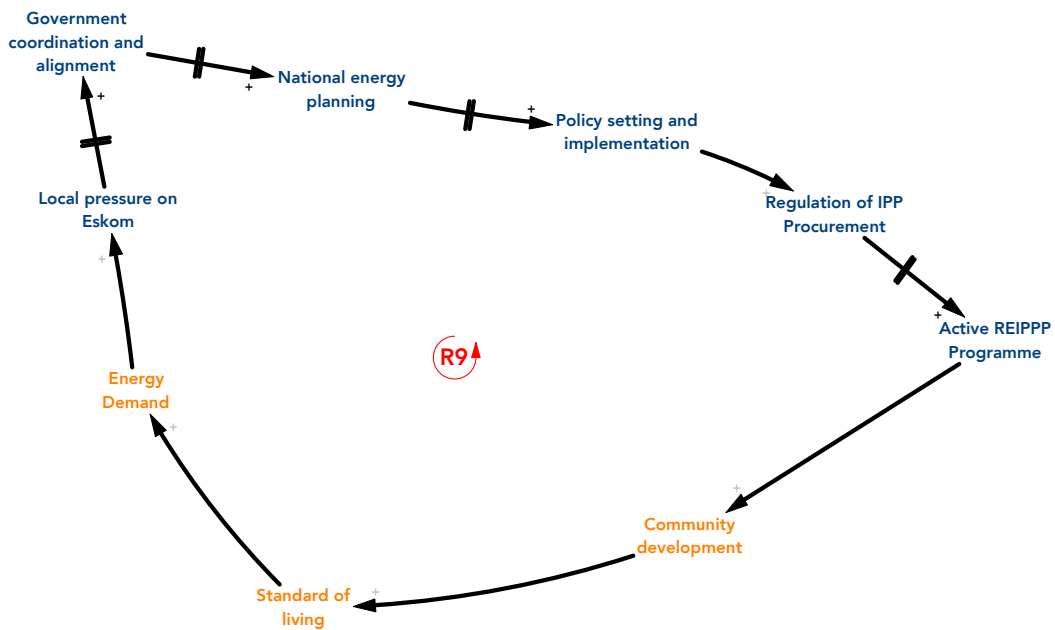 Government
coordination and
alignment
+
National energy
planning
+
Policy setting and
implementation
+
Regulation of IPP
Procurement
+
Active REIPPP
Programme
+
Community
development
+
Standard of
living
+
Energy
Demand
+
Local pressure on
Eskom
+
R9